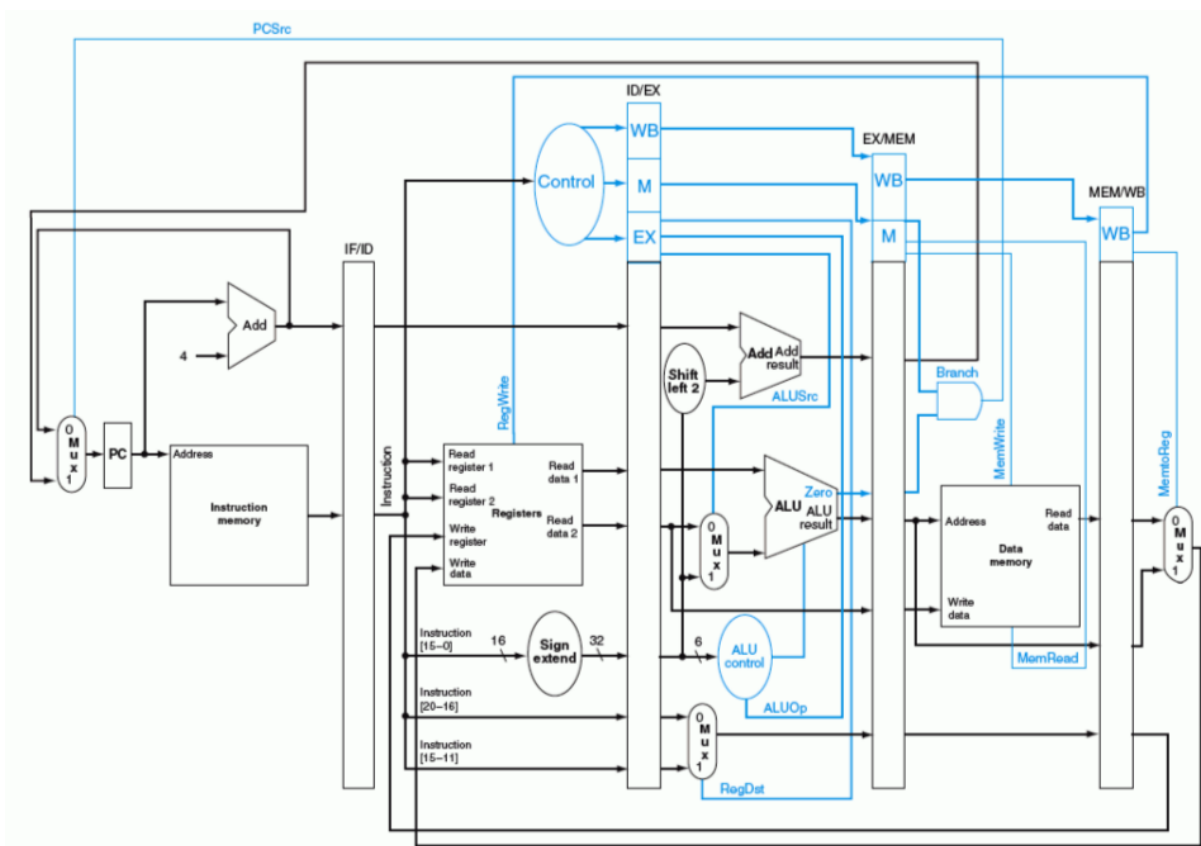 PCSrc
ID/EX
WB
M
EX
Control
EX/MEM
WB
M
MEM/WB
WB
IF/ID
Add
4
RegWrite
Shift
left 2
Add
Add
result
ALUSrc
Branch
MemWrite
MemtoReg
0
M
u
x
1
PC
Address
Instruction
memory
Instruction
Read
register 1
Read
register 2
Write
register
Write
data
Registers
Read
data 1
Read
data 2
0
M
u
x
1
Zero
ALU
ALU
result
Address
Read
data
Data
memory
Write
data
MemRead
0
M
u
x
1
Instruction
[15–0]
16
Sign
extend
32
6
ALU
control
ALUOp
Instruction
[20–16]
Instruction
[15–11]
0
M
u
x
1
RegDst